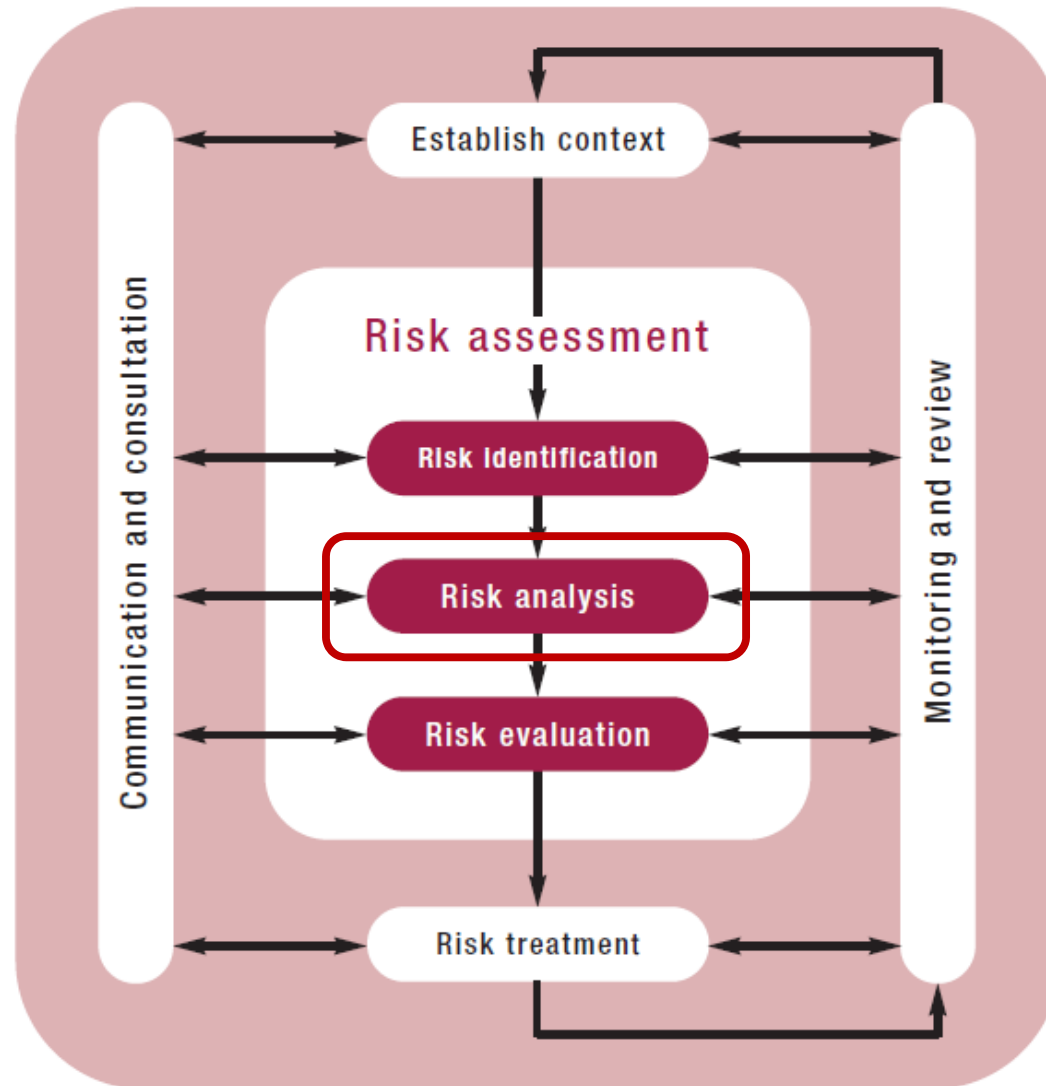 Establish context
Risk assessment
Risk identification
Risk analysis
Risk evaluation
Risk treatment
Communication and consultation
Monitoring and review